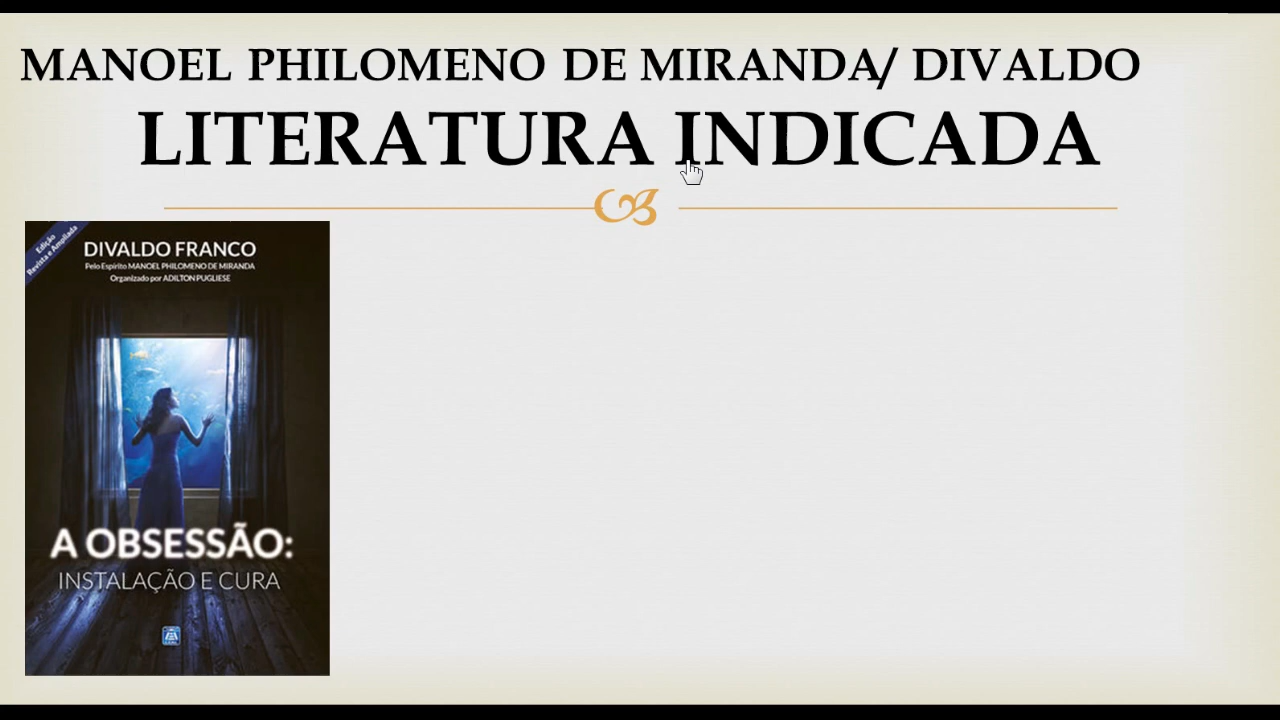 MANOEL PHILOMENO DE MIRANDA/ DIVALDO
LITERATURA INDICADA
Edição
Revista e Ampliada
DIVALDO FRANCO
Pelo Espírito MANOEL PHILOMENO DE MIRANDA
Organizado por ADILTON PUGLIESE
A OBSESSÃO:
INSTALAÇÃO E CURA